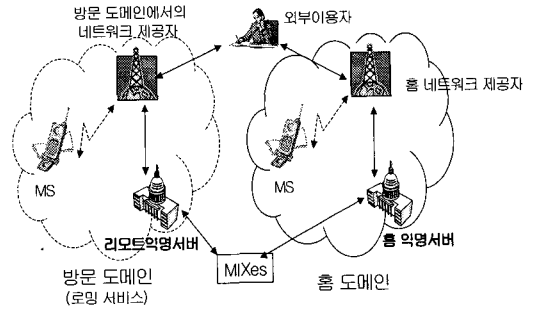 방문 도메인에서의
네트워크 제공자
외부이용자
홈 네트워크 제공자
MS
MS
리모트익명서버
홈 익명서버
MIXes
방문 도메인
(로밍 서비스)
홈 도메인